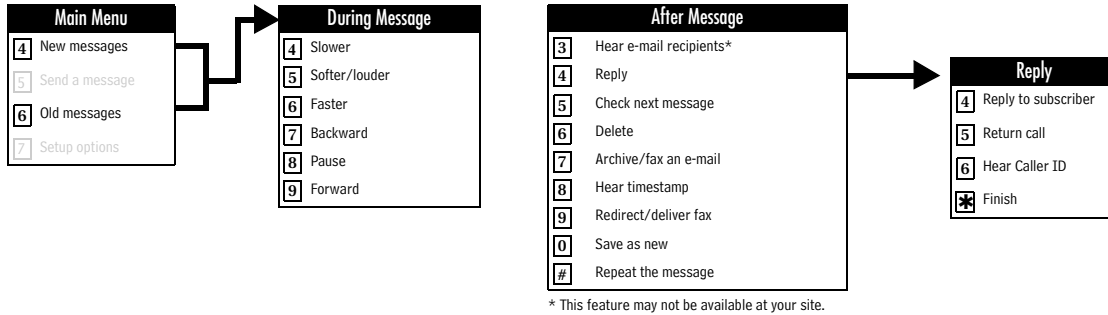 Main Menu
4 New messages
5 Send a message
6 Old messages
7 Setup options
During Message
4 Slower
5 Softer/louder
6 Faster
7 Backward
8 Pause
9 Forward
After Message
3 Hear e-mail recipients*
4 Reply
5 Check next message
6 Delete
7 Archive/fax an e-mail
8 Hear timestamp
9 Redirect/deliver fax
0 Save as new
# Repeat the message
* This feature may not be available at your site.
Reply
4 Reply to subscriber
5 Return call
6 Hear Caller ID
✱ Finish